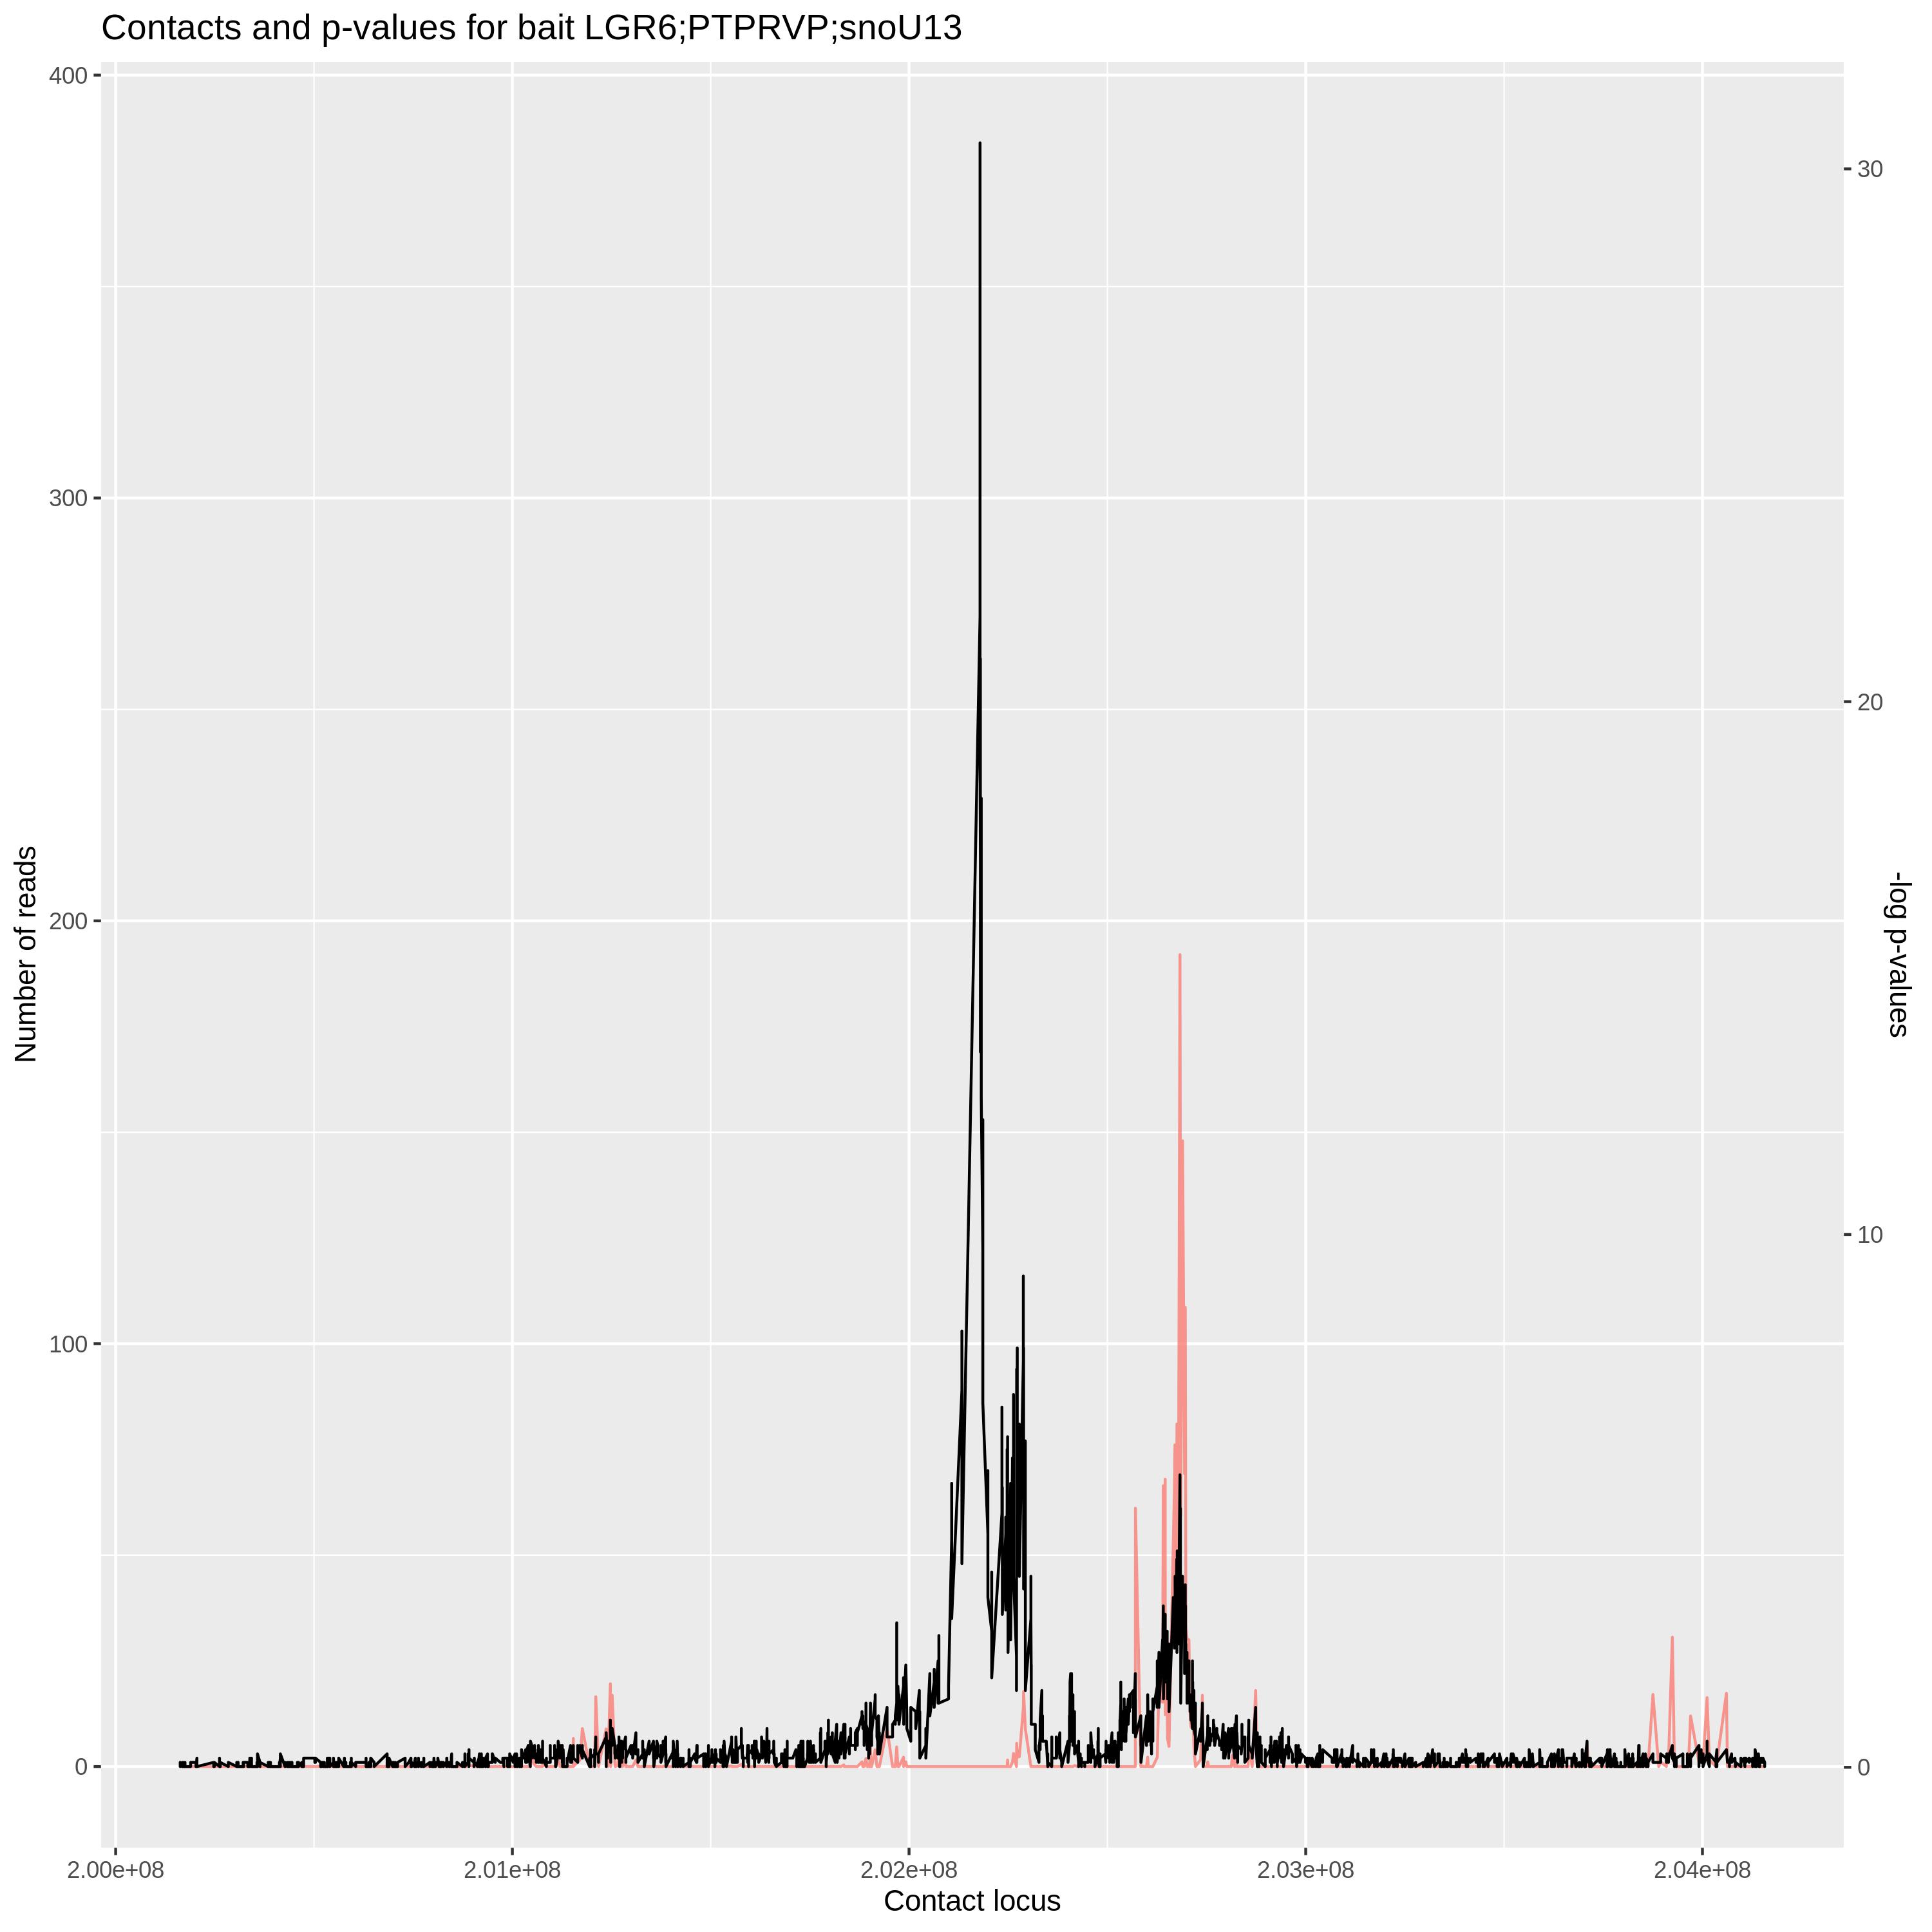 Contacts and p-values for bait LGR6;PTPRVP;snoU13
400
300
200
100
0
Number of reads
30
20
10
0
-log p-values
2.00e+08
2.01e+08
2.02e+08
2.03e+08
2.04e+08
Contact locus